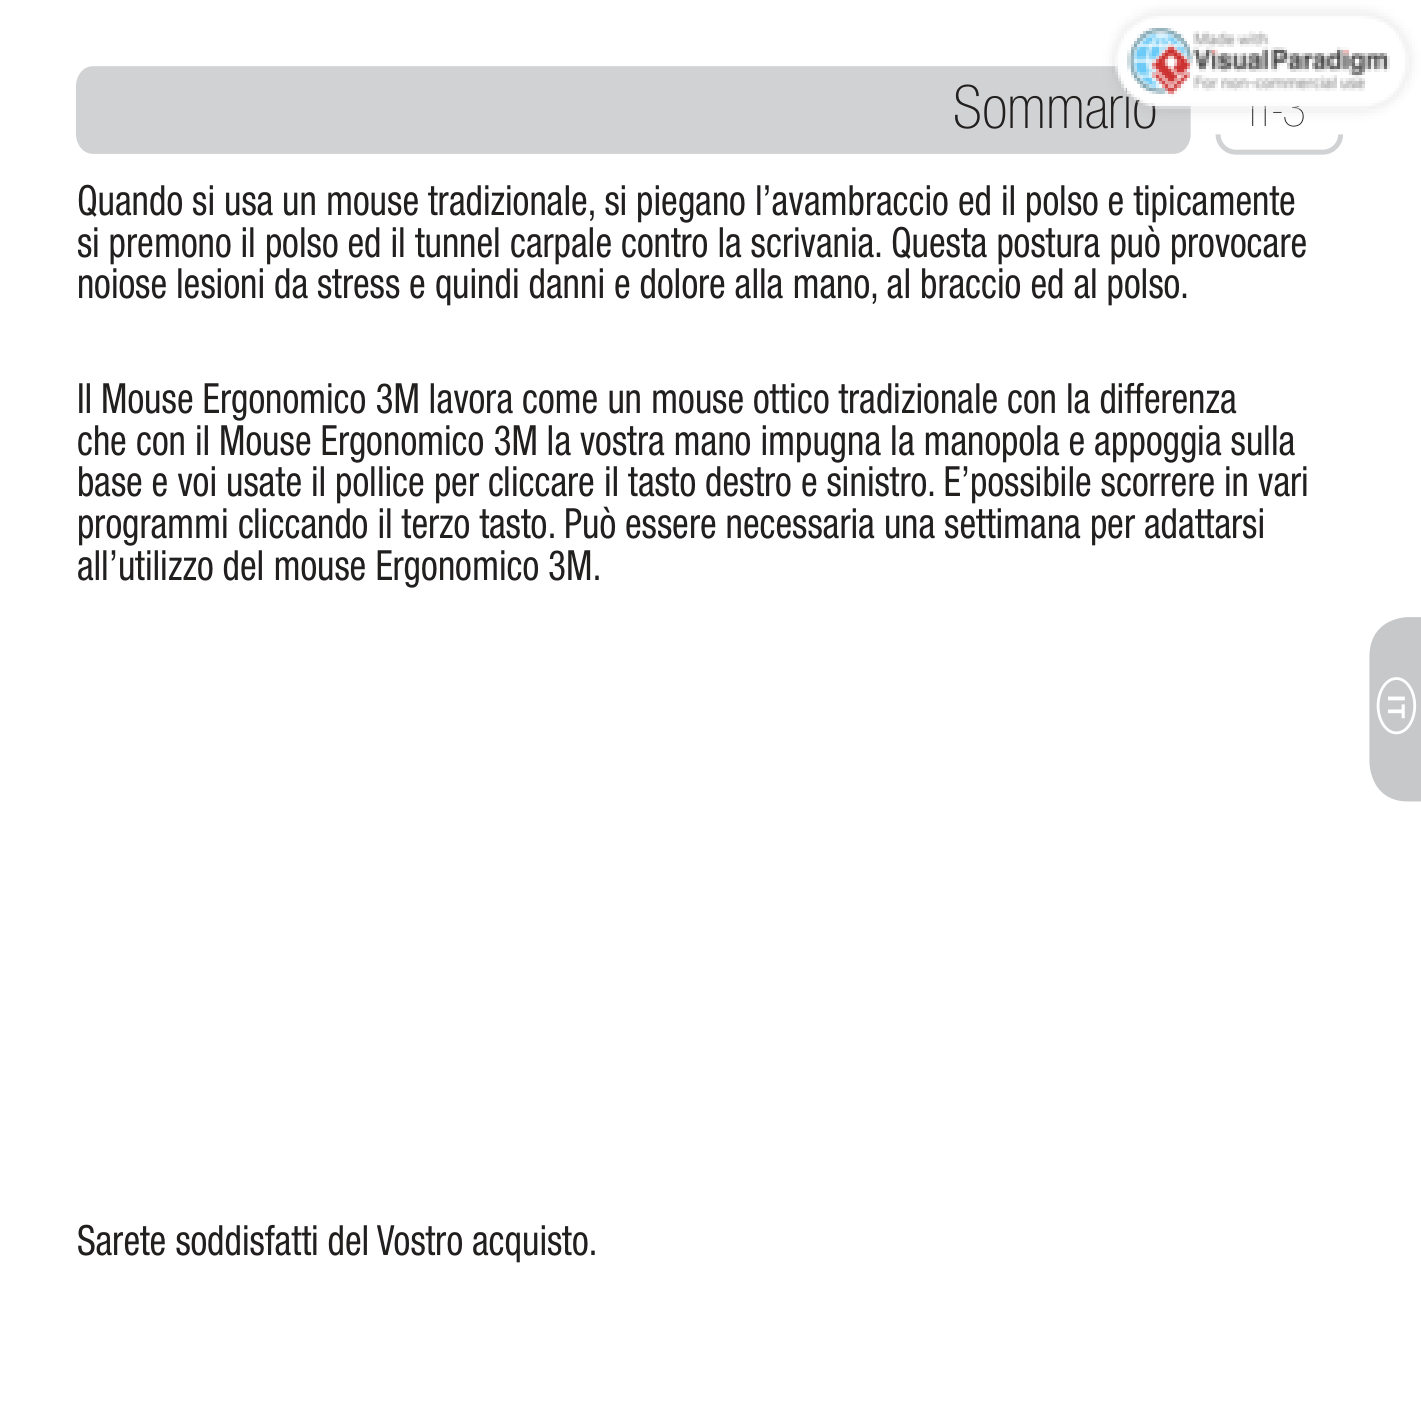 Made with
Visual Paradigm
For non-commercial use
Sommario
IT-3
Quando si usa un mouse tradizionale, si piegano l’avambraccio ed il polso e tipicamente
si premono il polso ed il tunnel carpale contro la scrivania. Questa postura può provocare
noiose lesioni da stress e quindi danni e dolore alla mano, al braccio ed al polso.
Il Mouse Ergonomico 3M lavora come un mouse ottico tradizionale con la differenza
che con il Mouse Ergonomico 3M la vostra mano impugna la manopola e appoggia sulla
base e voi usate il pollice per cliccare il tasto destro e sinistro. E’possibile scorrere in vari
programmi cliccando il terzo tasto. Può essere necessaria una settimana per adattarsi
all’utilizzo del mouse Ergonomico 3M.
IT
Sarete soddisfatti del Vostro acquisto.